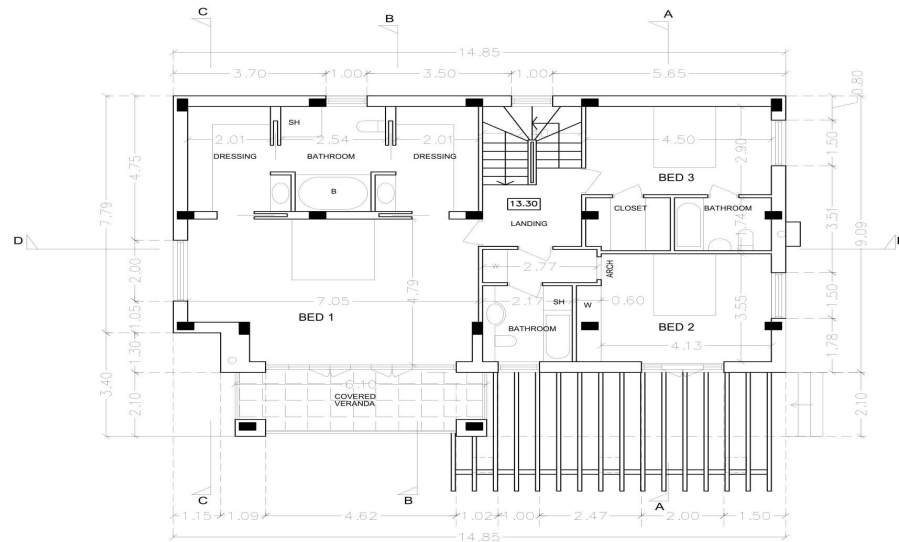 C
B
A
14.85
3.70
1.00
3.50
1.00
5.65
0.80
SH
2.01
2.54
2.01
4.50
2.90
1.50
DRESSING
BATHROOM
DRESSING
4.75
BED 3
7.79
B
13.30
CLOSET
BATHROOM
1.74
3.51
LANDING
D
9.09
W
2.77
ARCH
2.00
4.79
7.05
2.17
SH
0.60
W
3.55
1.50
BED 1
1.05
BATHROOM
BED 2
4.13
1.30
1.78
6.10
3.40
COVERED
VERANDA
2.10
2.10
C
B
A
1.15
1.09
4.62
1.02
1.00
2.47
2.00
1.50
14.85